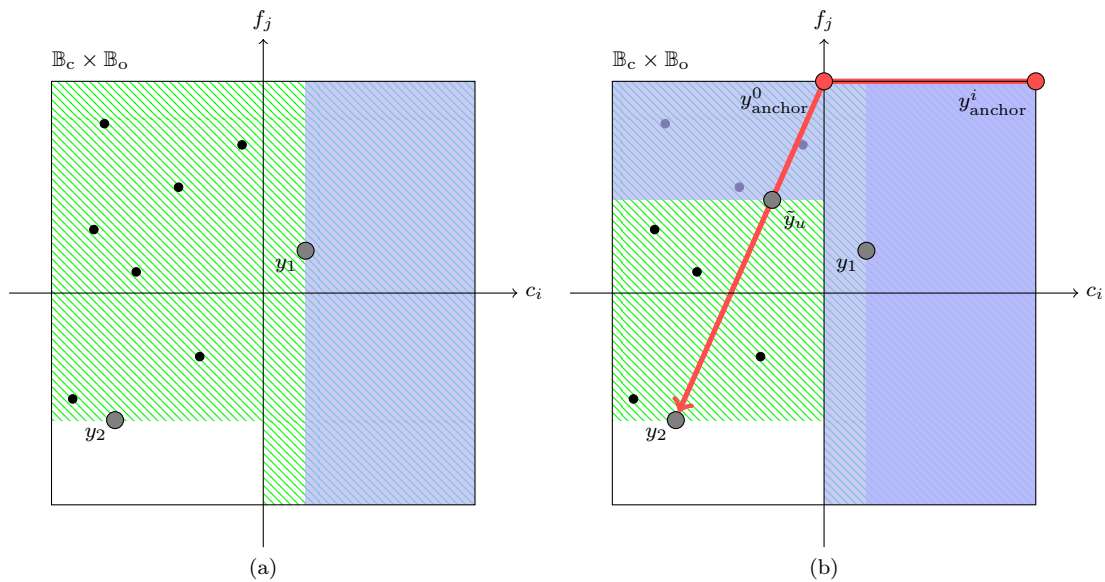 f_j
𝔹_c × 𝔹_o
y_1
c_i
y_2
(a)
f_j
𝔹_c × 𝔹_o
y^0_anchor
y^i_anchor
ỹ_u
y_1
c_i
y_2
(b)